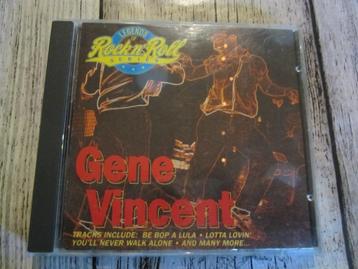 LEGENDS
Rock n' Roll
SERIES
Gene
Vincent
TRACKS INCLUDE: BE BOP A LULA • LOTTA LOVIN'
YOU'LL NEVER WALK ALONE • AND MANY MORE...